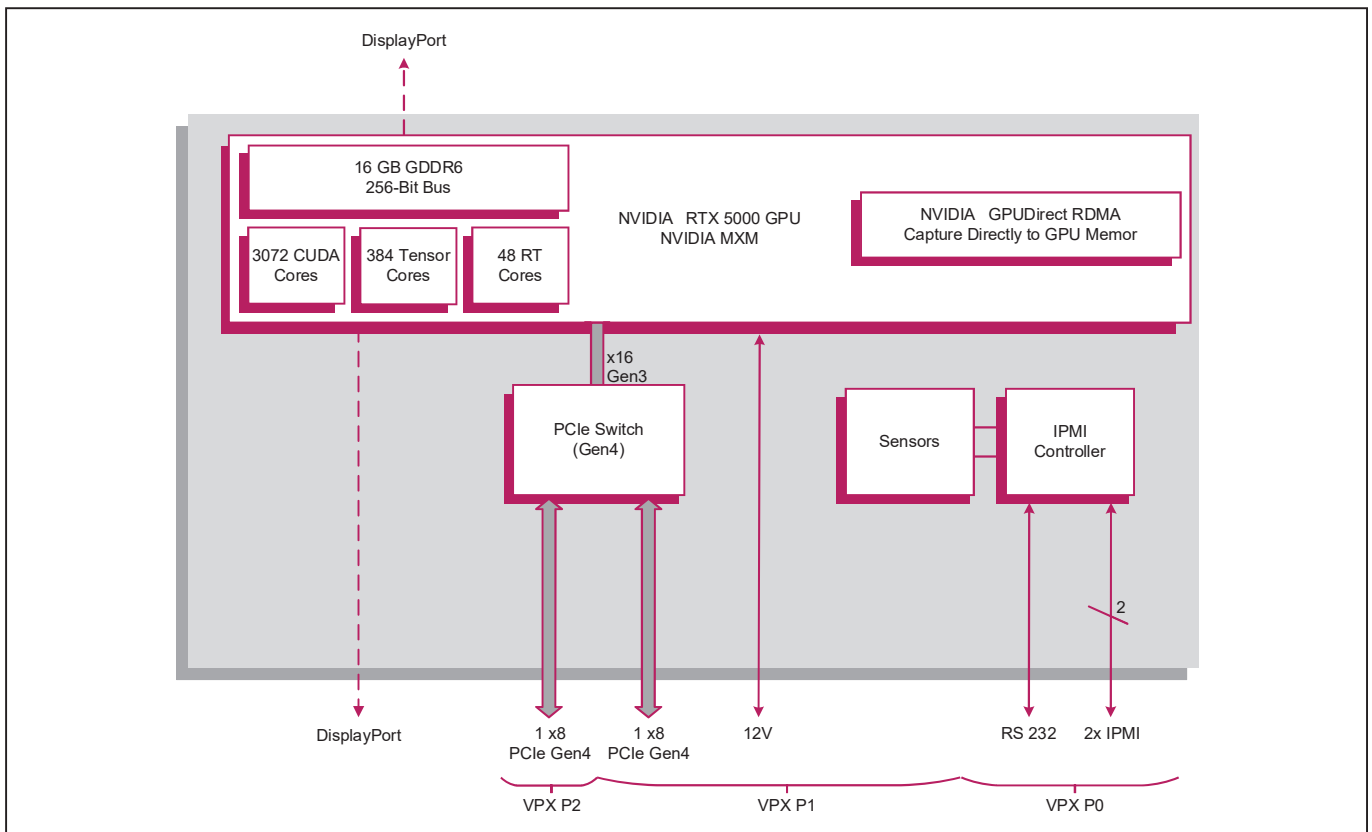 DisplayPort
16 GB GDDR6
256-Bit Bus
NVIDIA RTX 5000 GPU
NVIDIA MXM
NVIDIA GPUDirect RDMA
Capture Directly to GPU Memor
3072 CUDA
Cores
384 Tensor
Cores
48 RT
Cores
x16
Gen3
PCIe Switch
(Gen4)
Sensors
IPMI
Controller
2
DisplayPort
1 x8
PCIe Gen4
1 x8
PCIe Gen4
12V
RS 232
2x IPMI
VPX P2
VPX P1
VPX P0